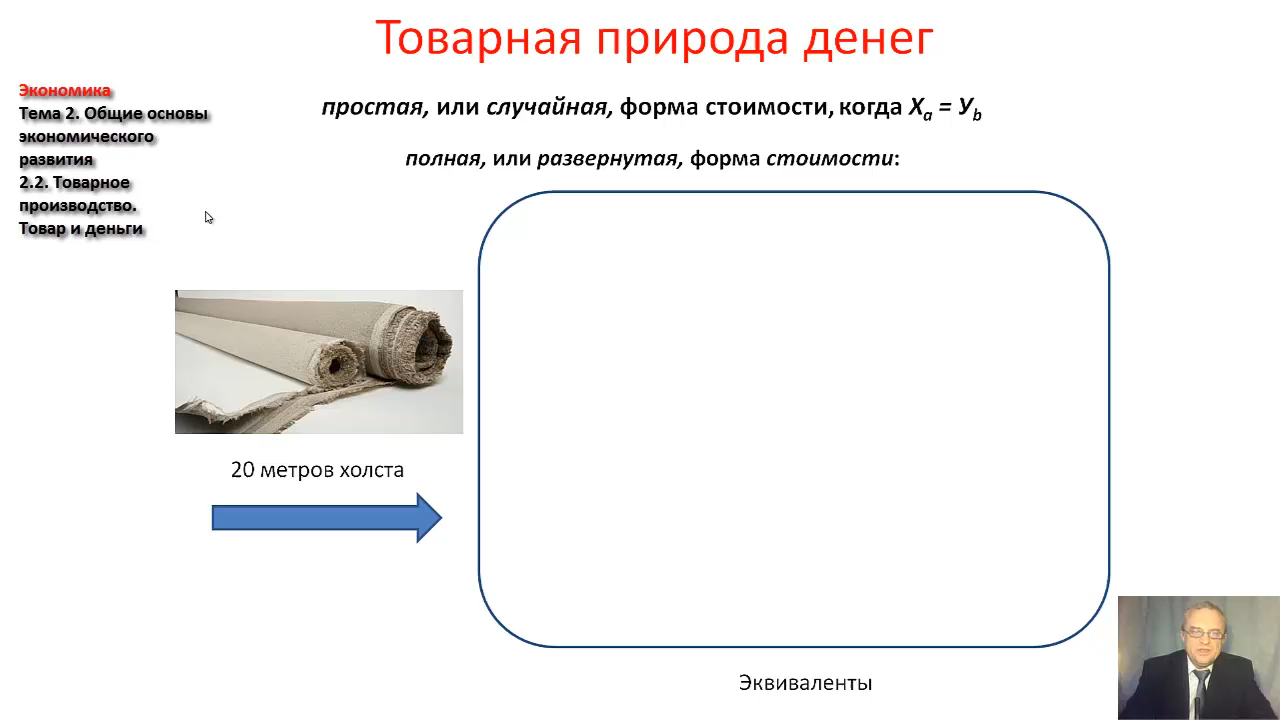 Товарная природа денег
Экономика
Тема 2. Общие основы
экономического
развития
2.2. Товарное
производство.
Товар и деньги
простая, или случайная, форма стоимости, когда Xa = Уb
полная, или развернутая, форма стоимости:
20 метров холста
Эквиваленты